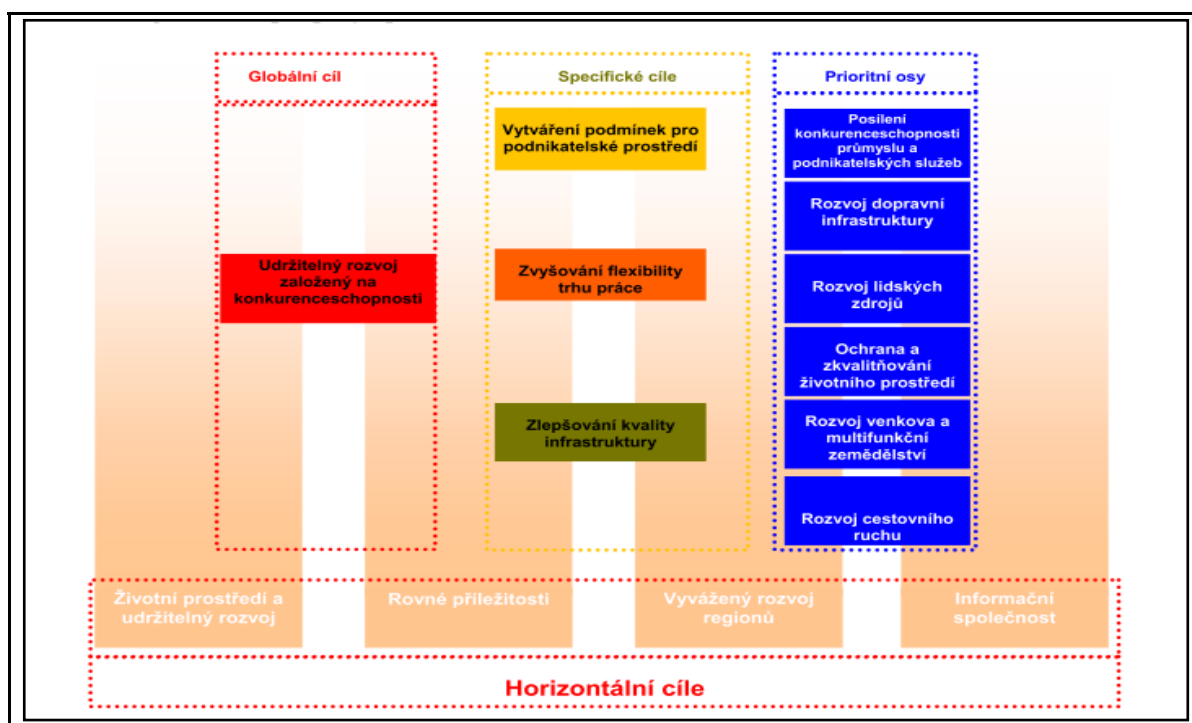 Globální cíl
Specifické cíle
Prioritní osy
Udržitelný rozvoj
založený na
konkurenceschopnosti
Vytváření podmínek pro
podnikatelské prostředí
Zvyšování flexibility
trhu práce
Zlepšování kvality
infrastruktury
Posílení
konkurenceschopnosti
průmyslu a
podnikatelských služeb
Rozvoj dopravní
infrastruktury
Rozvoj lidských
zdrojů
Ochrana a
zkvalitňování
životního prostředí
Rozvoj venkova a
multifunkční
zemědělství
Rozvoj cestovního
ruchu
Životní prostředí a
udržitelný rozvoj
Rovné příležitosti
Vyvážený rozvoj
regionů
Informační
společnost
Horizontální cíle